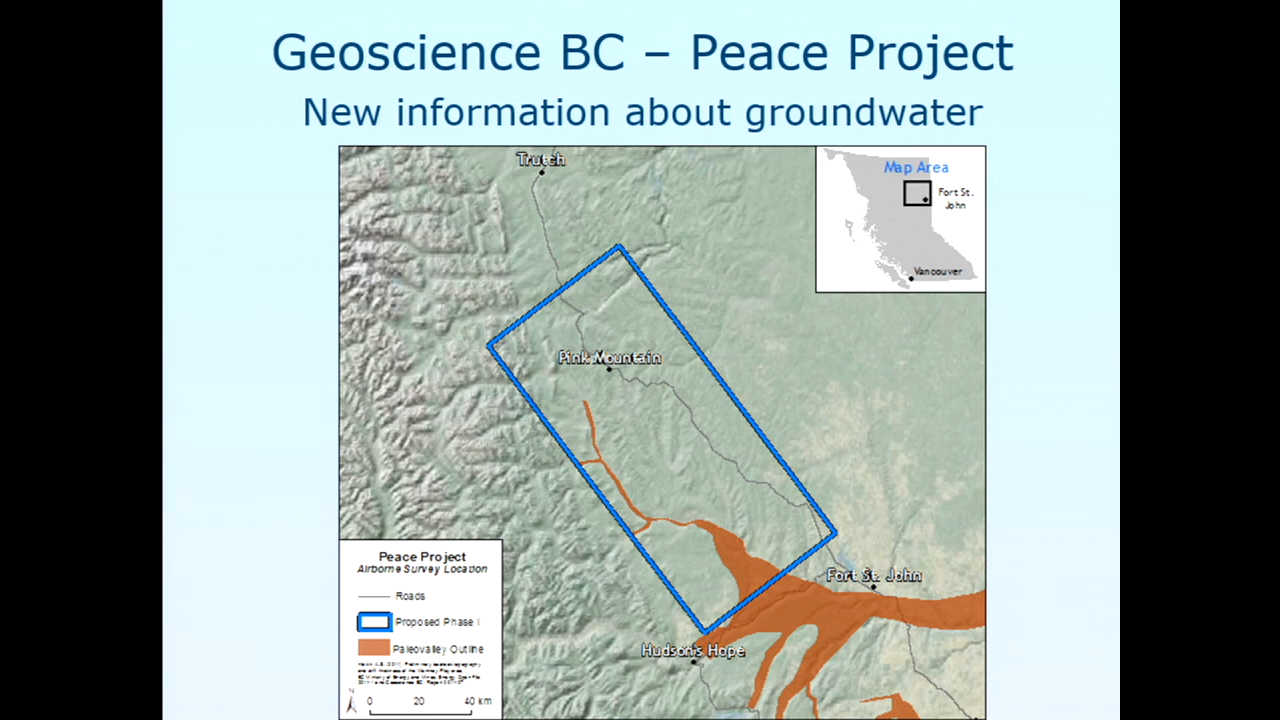 Geoscience BC – Peace Project
New information about groundwater
Trutch
Map Area
Fort St.
John
Vancouver
Pink Mountain
Fort St. John
Hudson's Hope
Peace Project
Airborne Survey Location
Roads
Proposed Phase I
Paleovalley Outline
N
0 20 40 km